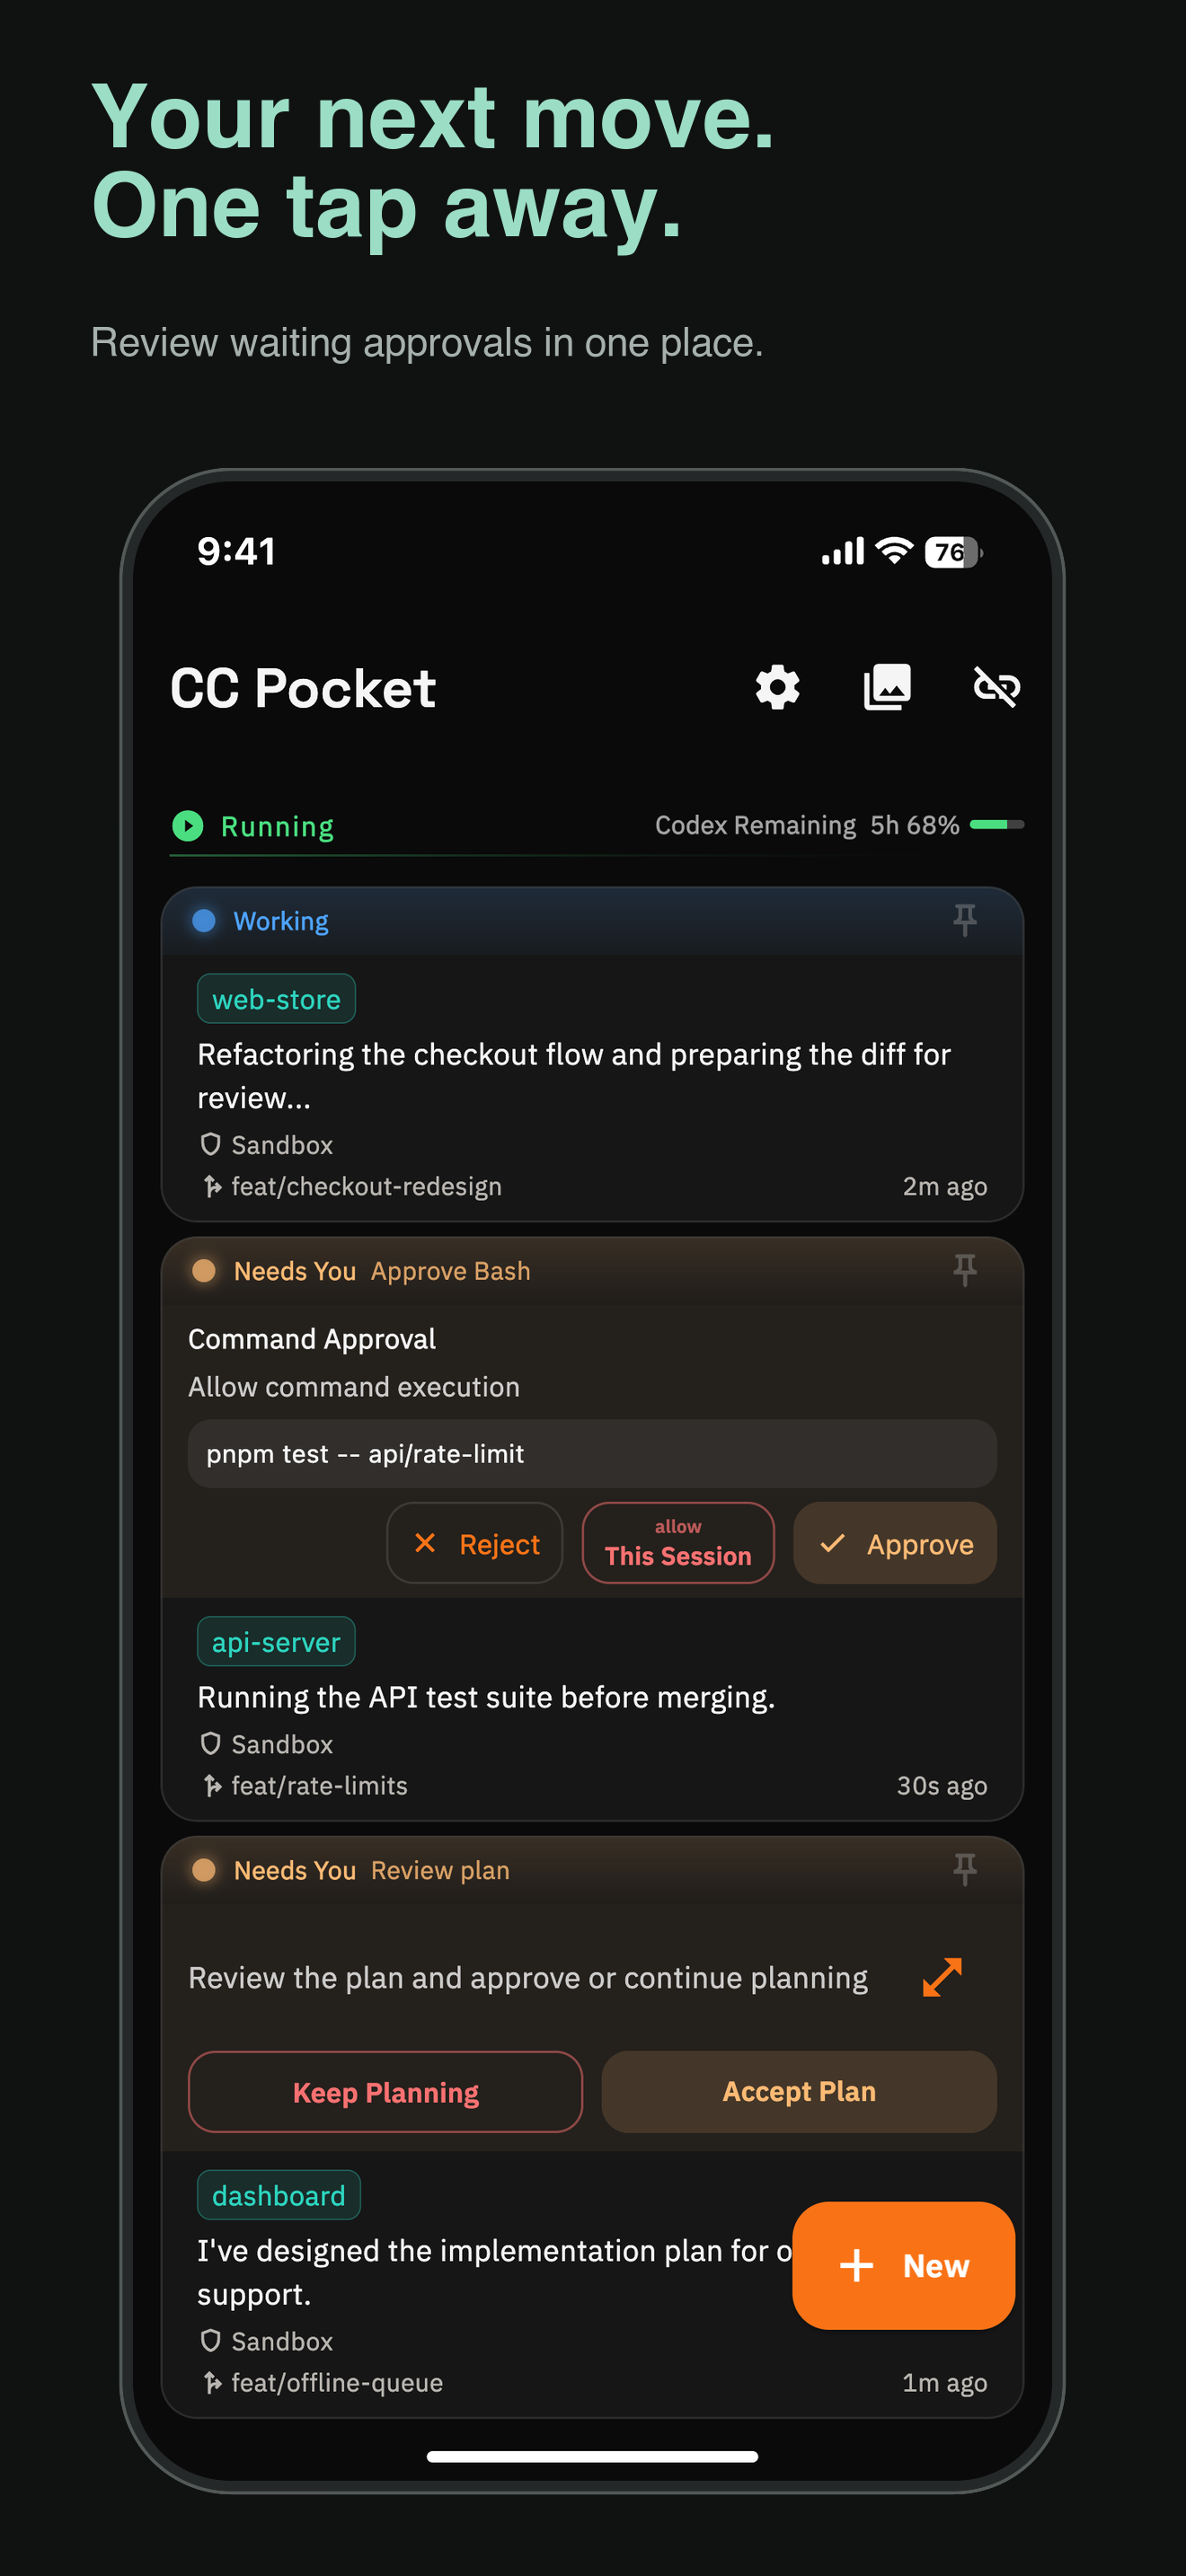 Your next move.
One tap away.
Review waiting approvals in one place.
9:41
76
CC Pocket
Running
Codex Remaining 5h 68%
Working
web-store
Refactoring the checkout flow and preparing the diff for
review...
Sandbox
feat/checkout-redesign
2m ago
Needs You Approve Bash
Command Approval
Allow command execution
pnpm test -- api/rate-limit
Reject
allow
This Session
Approve
api-server
Running the API test suite before merging.
Sandbox
feat/rate-limits
30s ago
Needs You Review plan
Review the plan and approve or continue planning
Keep Planning
Accept Plan
dashboard
I've designed the implementation plan for
support.
New
Sandbox
feat/offline-queue
1m ago